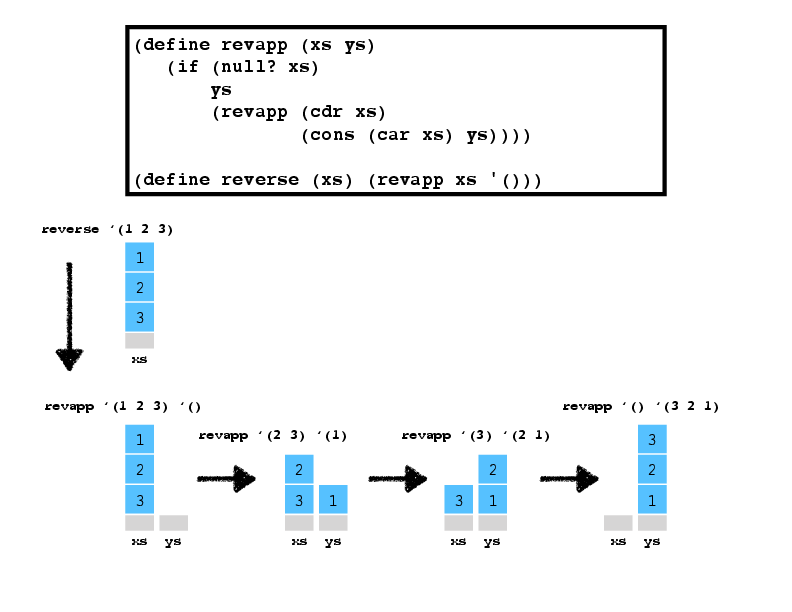 (define revapp (xs ys)
(if (null? xs)
ys
(revapp (cdr xs)
(cons (car xs) ys))))
(define reverse (xs) (revapp xs '()))
reverse ‘(1 2 3)
1
2
3
xs
revapp ‘(1 2 3) ‘()
1
2
3
xs ys
revapp ‘(2 3) ‘(1)
2
3 1
xs ys
revapp ‘(3) ‘(2 1)
2
3 1
xs ys
revapp ‘() ‘(3 2 1)
3
2
1
xs ys